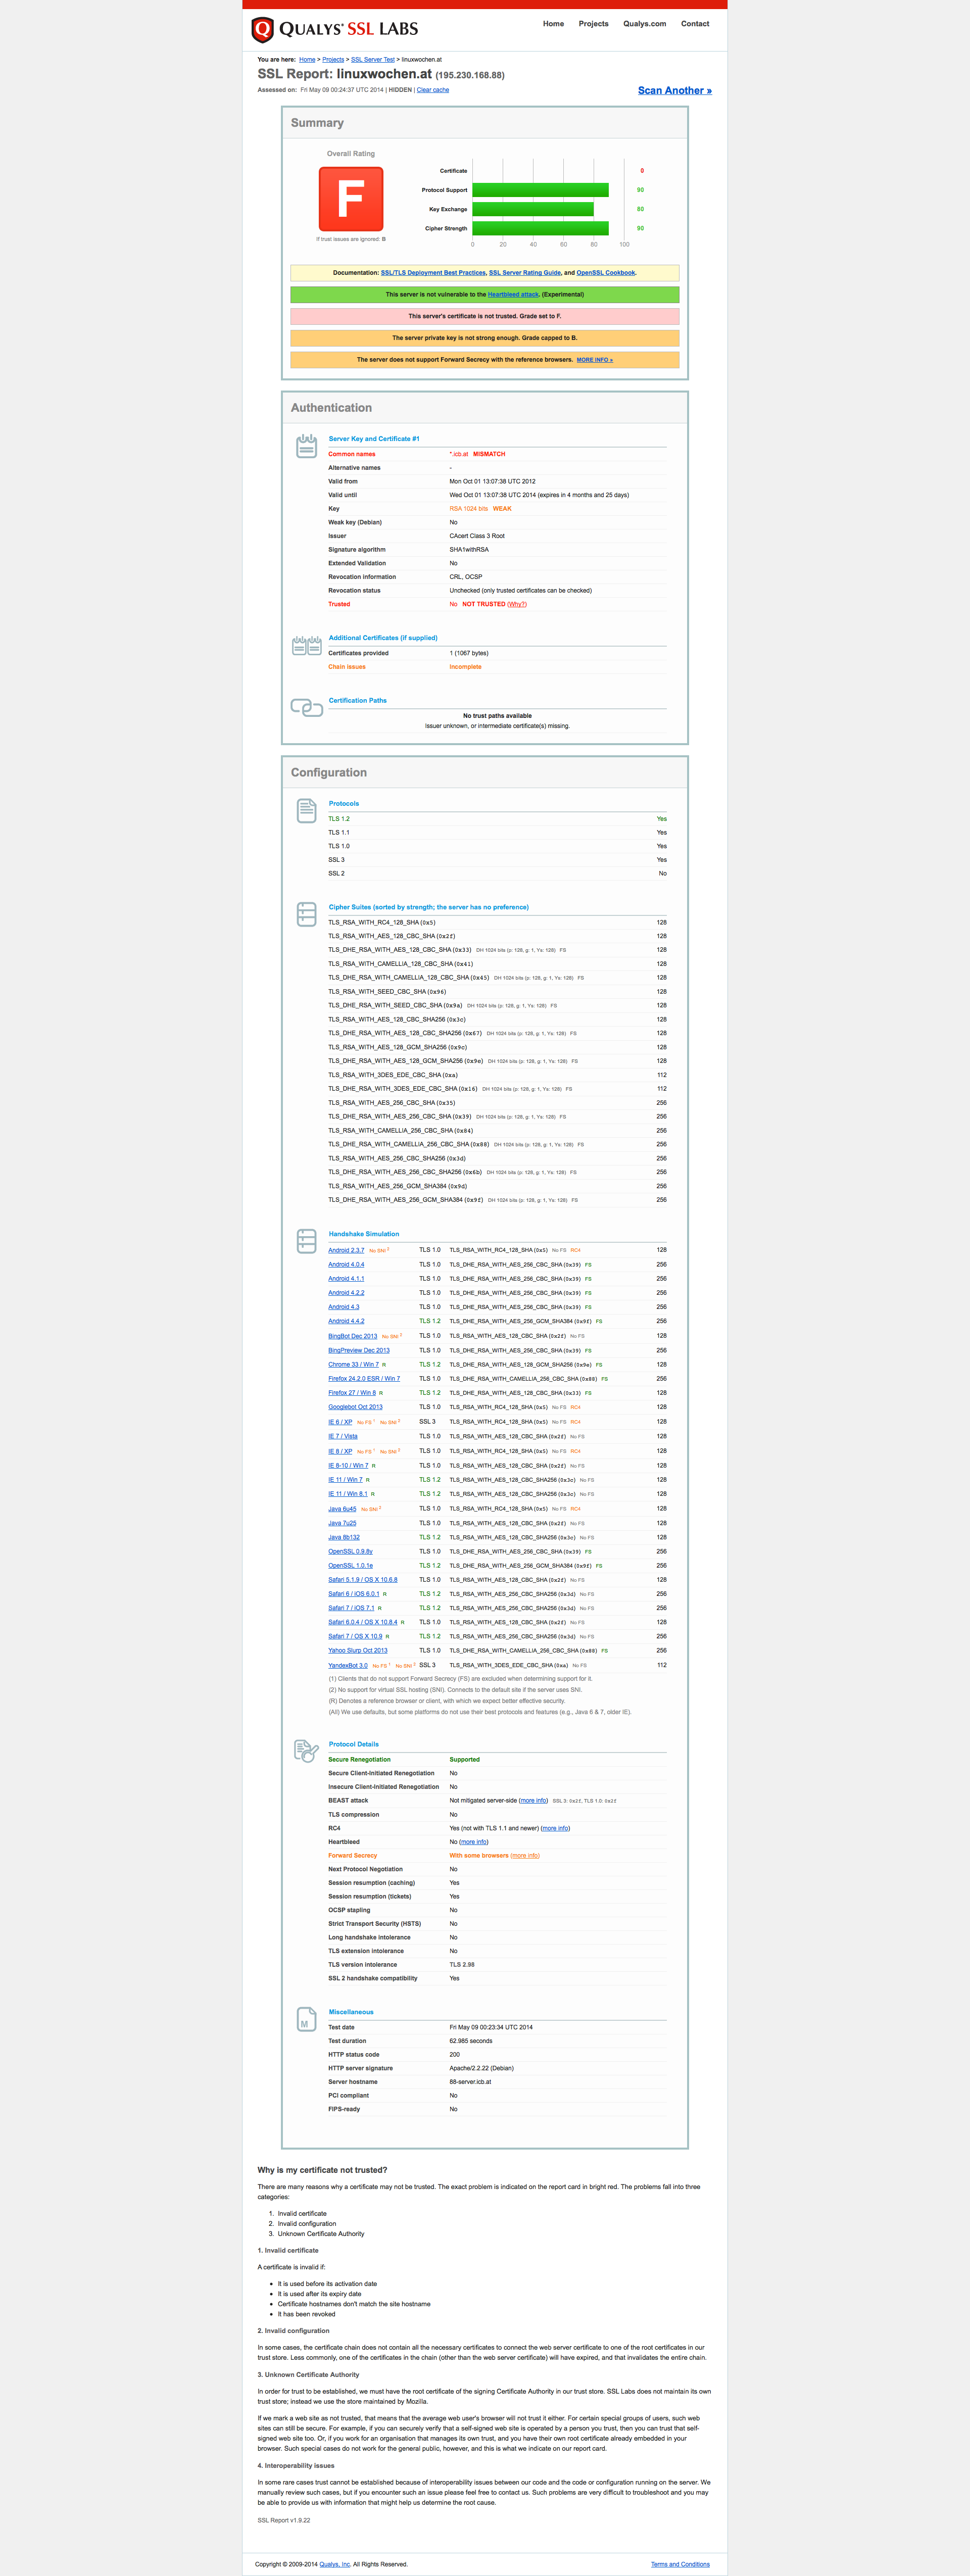 QUALYS® SSL LABS
Home Projects Qualys.com Contact
You are here: Home > Projects > SSL Server Test > linuxwochen.at
SSL Report: linuxwochen.at (195.230.168.88)
Assessed on: Fri May 09 00:24:37 UTC 2014 | HIDDEN | Clear cache
Scan Another »
Summary
Overall Rating
F
If trust issues are ignored: B
Certificate 0
Protocol Support 90
Key Exchange 80
Cipher Strength 90
0 20 40 60 80 100
Documentation: SSL/TLS Deployment Best Practices, SSL Server Rating Guide, and OpenSSL Cookbook.
This server is not vulnerable to the Heartbleed attack. (Experimental)
This server's certificate is not trusted. Grade set to F.
The server private key is not strong enough. Grade capped to B.
The server does not support Forward Secrecy with the reference browsers. MORE INFO »
Authentication
Server Key and Certificate #1
Common names *.icb.at MISMATCH
Alternative names -
Valid from Mon Oct 01 13:07:38 UTC 2012
Valid until Wed Oct 01 13:07:38 UTC 2014 (expires in 4 months and 25 days)
Key RSA 1024 bits WEAK
Weak key (Debian) No
Issuer CAcert Class 3 Root
Signature algorithm SHA1withRSA
Extended Validation No
Revocation information CRL, OCSP
Revocation status Unchecked (only trusted certificates can be checked)
Trusted No NOT TRUSTED (Why?)
Additional Certificates (if supplied)
Certificates provided 1 (1067 bytes)
Chain issues Incomplete
Certification Paths
No trust paths available
Issuer unknown, or intermediate certificate(s) missing.
Configuration
Protocols
TLS 1.2 Yes
TLS 1.1 Yes
TLS 1.0 Yes
SSL 3 Yes
SSL 2 No
Cipher Suites (sorted by strength; the server has no preference)
TLS_RSA_WITH_RC4_128_SHA (0x5) 128
TLS_RSA_WITH_AES_128_CBC_SHA (0x2f) 128
TLS_DHE_RSA_WITH_AES_128_CBC_SHA (0x33) DH 1024 bits (p: 128, g: 1, Ys: 128) FS 128
TLS_RSA_WITH_CAMELLIA_128_CBC_SHA (0x41) 128
TLS_DHE_RSA_WITH_CAMELLIA_128_CBC_SHA (0x45) DH 1024 bits (p: 128, g: 1, Ys: 128) FS 128
TLS_RSA_WITH_SEED_CBC_SHA (0x96) 128
TLS_DHE_RSA_WITH_SEED_CBC_SHA (0x9a) DH 1024 bits (p: 128, g: 1, Ys: 128) FS 128
TLS_RSA_WITH_AES_128_CBC_SHA256 (0x3c) 128
TLS_DHE_RSA_WITH_AES_128_CBC_SHA256 (0x67) DH 1024 bits (p: 128, g: 1, Ys: 128) FS 128
TLS_RSA_WITH_AES_128_GCM_SHA256 (0x9c) 128
TLS_DHE_RSA_WITH_AES_128_GCM_SHA256 (0x9e) DH 1024 bits (p: 128, g: 1, Ys: 128) FS 128
TLS_RSA_WITH_3DES_EDE_CBC_SHA (0xa) 112
TLS_DHE_RSA_WITH_3DES_EDE_CBC_SHA (0x16) DH 1024 bits (p: 128, g: 1, Ys: 128) FS 112
TLS_RSA_WITH_AES_256_CBC_SHA (0x35) 256
TLS_DHE_RSA_WITH_AES_256_CBC_SHA (0x39) DH 1024 bits (p: 128, g: 1, Ys: 128) FS 256
TLS_RSA_WITH_CAMELLIA_256_CBC_SHA (0x84) 256
TLS_DHE_RSA_WITH_CAMELLIA_256_CBC_SHA (0x88) DH 1024 bits (p: 128, g: 1, Ys: 128) FS 256
TLS_RSA_WITH_AES_256_CBC_SHA256 (0x3d) 256
TLS_DHE_RSA_WITH_AES_256_CBC_SHA256 (0x6b) DH 1024 bits (p: 128, g: 1, Ys: 128) FS 256
TLS_RSA_WITH_AES_256_GCM_SHA384 (0x9d) 256
TLS_DHE_RSA_WITH_AES_256_GCM_SHA384 (0x9f) DH 1024 bits (p: 128, g: 1, Ys: 128) FS 256
Handshake Simulation
Android 2.3.7 No SNI 2 TLS 1.0 TLS_RSA_WITH_RC4_128_SHA (0x5) No FS RC4 128
Android 4.0.4 TLS 1.0 TLS_DHE_RSA_WITH_AES_256_CBC_SHA (0x39) FS 256
Android 4.1.1 TLS 1.0 TLS_DHE_RSA_WITH_AES_256_CBC_SHA (0x39) FS 256
Android 4.2.2 TLS 1.0 TLS_DHE_RSA_WITH_AES_256_CBC_SHA (0x39) FS 256
Android 4.3 TLS 1.0 TLS_DHE_RSA_WITH_AES_256_CBC_SHA (0x39) FS 256
Android 4.4.2 TLS 1.2 TLS_DHE_RSA_WITH_AES_256_GCM_SHA384 (0x9f) FS 256
BingBot Dec 2013 No SNI 2 TLS 1.0 TLS_RSA_WITH_AES_128_CBC_SHA (0x2f) No FS 128
BingPreview Dec 2013 TLS 1.0 TLS_DHE_RSA_WITH_AES_256_CBC_SHA (0x39) FS 256
Chrome 33 / Win 7 R TLS 1.2 TLS_DHE_RSA_WITH_AES_128_GCM_SHA256 (0x9e) FS 128
Firefox 24.2.0 ESR / Win 7 TLS 1.0 TLS_DHE_RSA_WITH_CAMELLIA_256_CBC_SHA (0x88) FS 256
Firefox 27 / Win 8 R TLS 1.2 TLS_DHE_RSA_WITH_AES_128_CBC_SHA (0x33) FS 128
Googlebot Oct 2013 TLS 1.0 TLS_RSA_WITH_RC4_128_SHA (0x5) No FS RC4 128
IE 6 / XP No FS 1 No SNI 2 SSL 3 TLS_RSA_WITH_RC4_128_SHA (0x5) No FS RC4 128
IE 7 / Vista TLS 1.0 TLS_RSA_WITH_AES_128_CBC_SHA (0x2f) No FS 128
IE 8 / XP No FS 1 No SNI 2 TLS 1.0 TLS_RSA_WITH_RC4_128_SHA (0x5) No FS RC4 128
IE 8-10 / Win 7 R TLS 1.0 TLS_RSA_WITH_AES_128_CBC_SHA (0x2f) No FS 128
IE 11 / Win 7 R TLS 1.2 TLS_RSA_WITH_AES_128_CBC_SHA256 (0x3c) No FS 128
IE 11 / Win 8.1 R TLS 1.2 TLS_RSA_WITH_AES_128_CBC_SHA256 (0x3c) No FS 128
Java 6u45 No SNI 2 TLS 1.0 TLS_RSA_WITH_RC4_128_SHA (0x5) No FS RC4 128
Java 7u25 TLS 1.0 TLS_RSA_WITH_AES_128_CBC_SHA (0x2f) No FS 128
Java 8b132 TLS 1.2 TLS_RSA_WITH_AES_128_CBC_SHA256 (0x3c) No FS 128
OpenSSL 0.9.8y TLS 1.0 TLS_DHE_RSA_WITH_AES_256_CBC_SHA (0x39) FS 256
OpenSSL 1.0.1e TLS 1.2 TLS_DHE_RSA_WITH_AES_256_GCM_SHA384 (0x9f) FS 256
Safari 5.1.9 / OS X 10.6.8 TLS 1.0 TLS_RSA_WITH_AES_128_CBC_SHA (0x2f) No FS 128
Safari 6 / iOS 6.0.1 R TLS 1.2 TLS_RSA_WITH_AES_256_CBC_SHA256 (0x3d) No FS 256
Safari 7 / iOS 7.1 R TLS 1.2 TLS_RSA_WITH_AES_256_CBC_SHA256 (0x3d) No FS 256
Safari 6.0.4 / OS X 10.8.4 R TLS 1.0 TLS_RSA_WITH_AES_128_CBC_SHA (0x2f) No FS 128
Safari 7 / OS X 10.9 R TLS 1.2 TLS_RSA_WITH_AES_256_CBC_SHA256 (0x3d) No FS 256
Yahoo Slurp Oct 2013 TLS 1.0 TLS_DHE_RSA_WITH_CAMELLIA_256_CBC_SHA (0x88) FS 256
YandexBot 3.0 No FS 1 No SNI 2 SSL 3 TLS_RSA_WITH_3DES_EDE_CBC_SHA (0xa) No FS 112
(1) Clients that do not support Forward Secrecy (FS) are excluded when determining support for it.
(2) No support for virtual SSL hosting (SNI). Connects to the default site if the server uses SNI.
(R) Denotes a reference browser or client, with which we expect better effective security.
(All) We use defaults, but some platforms do not use their best protocols and features (e.g., Java 6 & 7, older IE).
Protocol Details
Secure Renegotiation Supported
Secure Client-Initiated Renegotiation No
Insecure Client-Initiated Renegotiation No
BEAST attack Not mitigated server-side (more info) SSL 3: 0x2f, TLS 1.0: 0x2f
TLS compression No
RC4 Yes (not with TLS 1.1 and newer) (more info)
Heartbleed No (more info)
Forward Secrecy With some browsers (more info)
Next Protocol Negotiation No
Session resumption (caching) Yes
Session resumption (tickets) Yes
OCSP stapling No
Strict Transport Security (HSTS) No
Long handshake intolerance No
TLS extension intolerance No
TLS version intolerance TLS 2.98
SSL 2 handshake compatibility Yes
M
Miscellaneous
Test date Fri May 09 00:23:34 UTC 2014
Test duration 62.985 seconds
HTTP status code 200
HTTP server signature Apache/2.2.22 (Debian)
Server hostname 88-server.icb.at
PCI compliant No
FIPS-ready No
Why is my certificate not trusted?
There are many reasons why a certificate may not be trusted. The exact problem is indicated on the report card in bright red. The problems fall into three
categories:
1. Invalid certificate
2. Invalid configuration
3. Unknown Certificate Authority
1. Invalid certificate
A certificate is invalid if:
• It is used before its activation date
• It is used after its expiry date
• Certificate hostnames don't match the site hostname
• It has been revoked
2. Invalid configuration
In some cases, the certificate chain does not contain all the necessary certificates to connect the web server certificate to one of the root certificates in our
trust store. Less commonly, one of the certificates in the chain (other than the web server certificate) will have expired, and that invalidates the entire chain.
3. Unknown Certificate Authority
In order for trust to be established, we must have the root certificate of the signing Certificate Authority in our trust store. SSL Labs does not maintain its own
trust store; instead we use the store maintained by Mozilla.
If we mark a web site as not trusted, that means that the average web user's browser will not trust it either. For certain special groups of users, such web
sites can still be secure. For example, if you can securely verify that a self-signed web site is operated by a person you trust, then you can trust that self-
signed web site too. Or, if you work for an organisation that manages its own trust, and you have their own root certificate already embedded in your
browser. Such special cases do not work for the general public, however, and this is what we indicate on our report card.
4. Interoperability issues
In some rare cases trust cannot be established because of interoperability issues between our code and the code or configuration running on the server. We
manually review such cases, but if you encounter such an issue please feel free to contact us. Such problems are very difficult to troubleshoot and you may
be able to provide us with information that might help us determine the root cause.
SSL Report v1.9.22
Copyright © 2009-2014 Qualys, Inc. All Rights Reserved.
Terms and Conditions